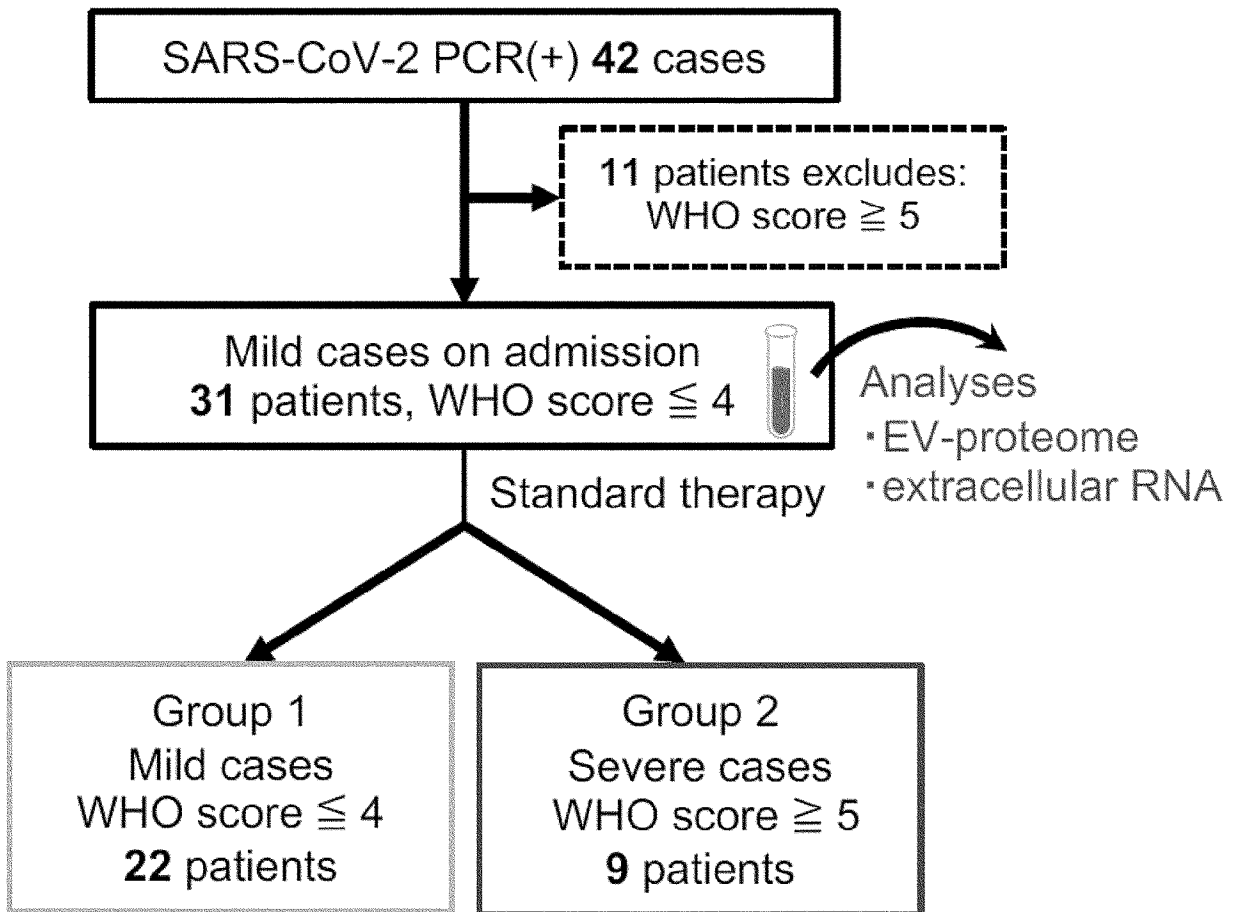 SARS-CoV-2 PCR(+) 42 cases
11 patients excludes:
WHO score ≧ 5
Mild cases on admission
31 patients, WHO score ≦ 4
Analyses
・EV-proteome
・extracellular RNA
Standard therapy
Group 1
Mild cases
WHO score ≦ 4
22 patients
Group 2
Severe cases
WHO score ≧ 5
9 patients